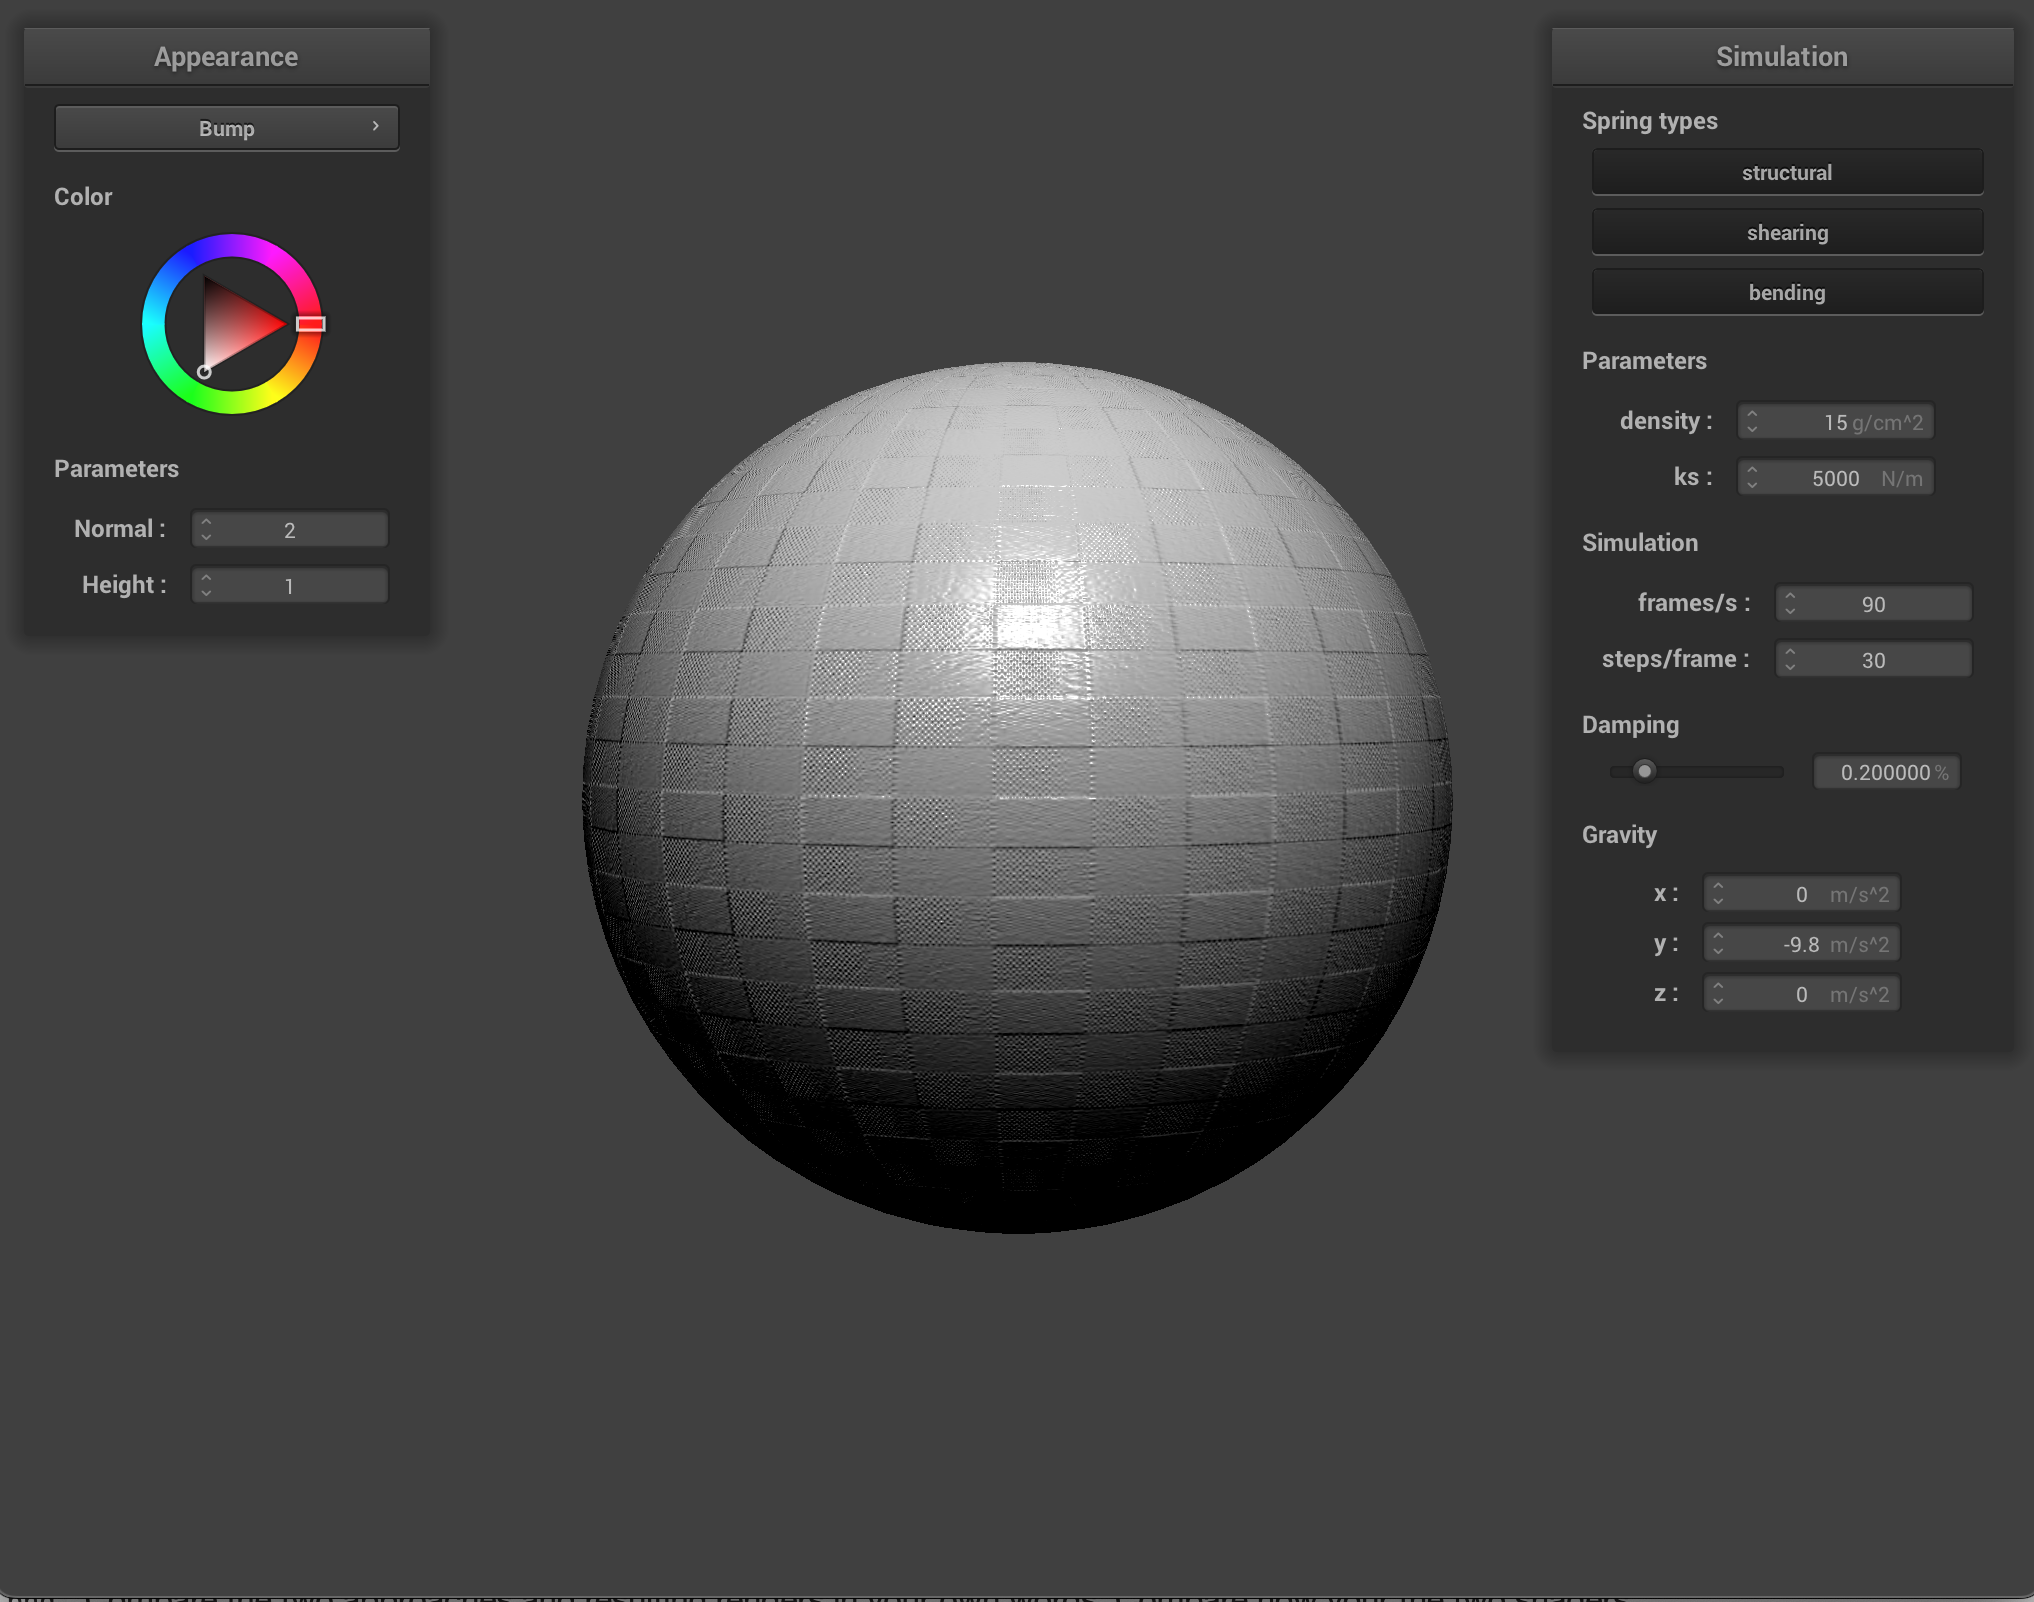 Appearance
Bump
Color
Parameters
Normal : 2
Height : 1
Simulation
Spring types
structural
shearing
bending
Parameters
density : 15 g/cm^2
ks : 5000 N/m
Simulation
frames/s : 90
steps/frame : 30
Damping
0.200000 %
Gravity
x : 0 m/s^2
y : -9.8 m/s^2
z : 0 m/s^2